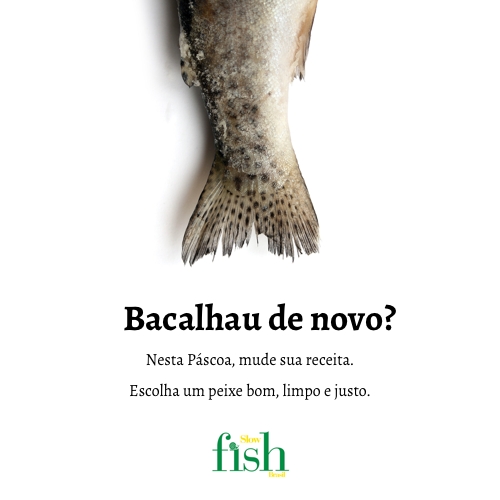 Bacalhau de novo?
Nesta Páscoa, mude sua receita.
Escolha um peixe bom, limpo e justo.
Slow
fish
Brasil